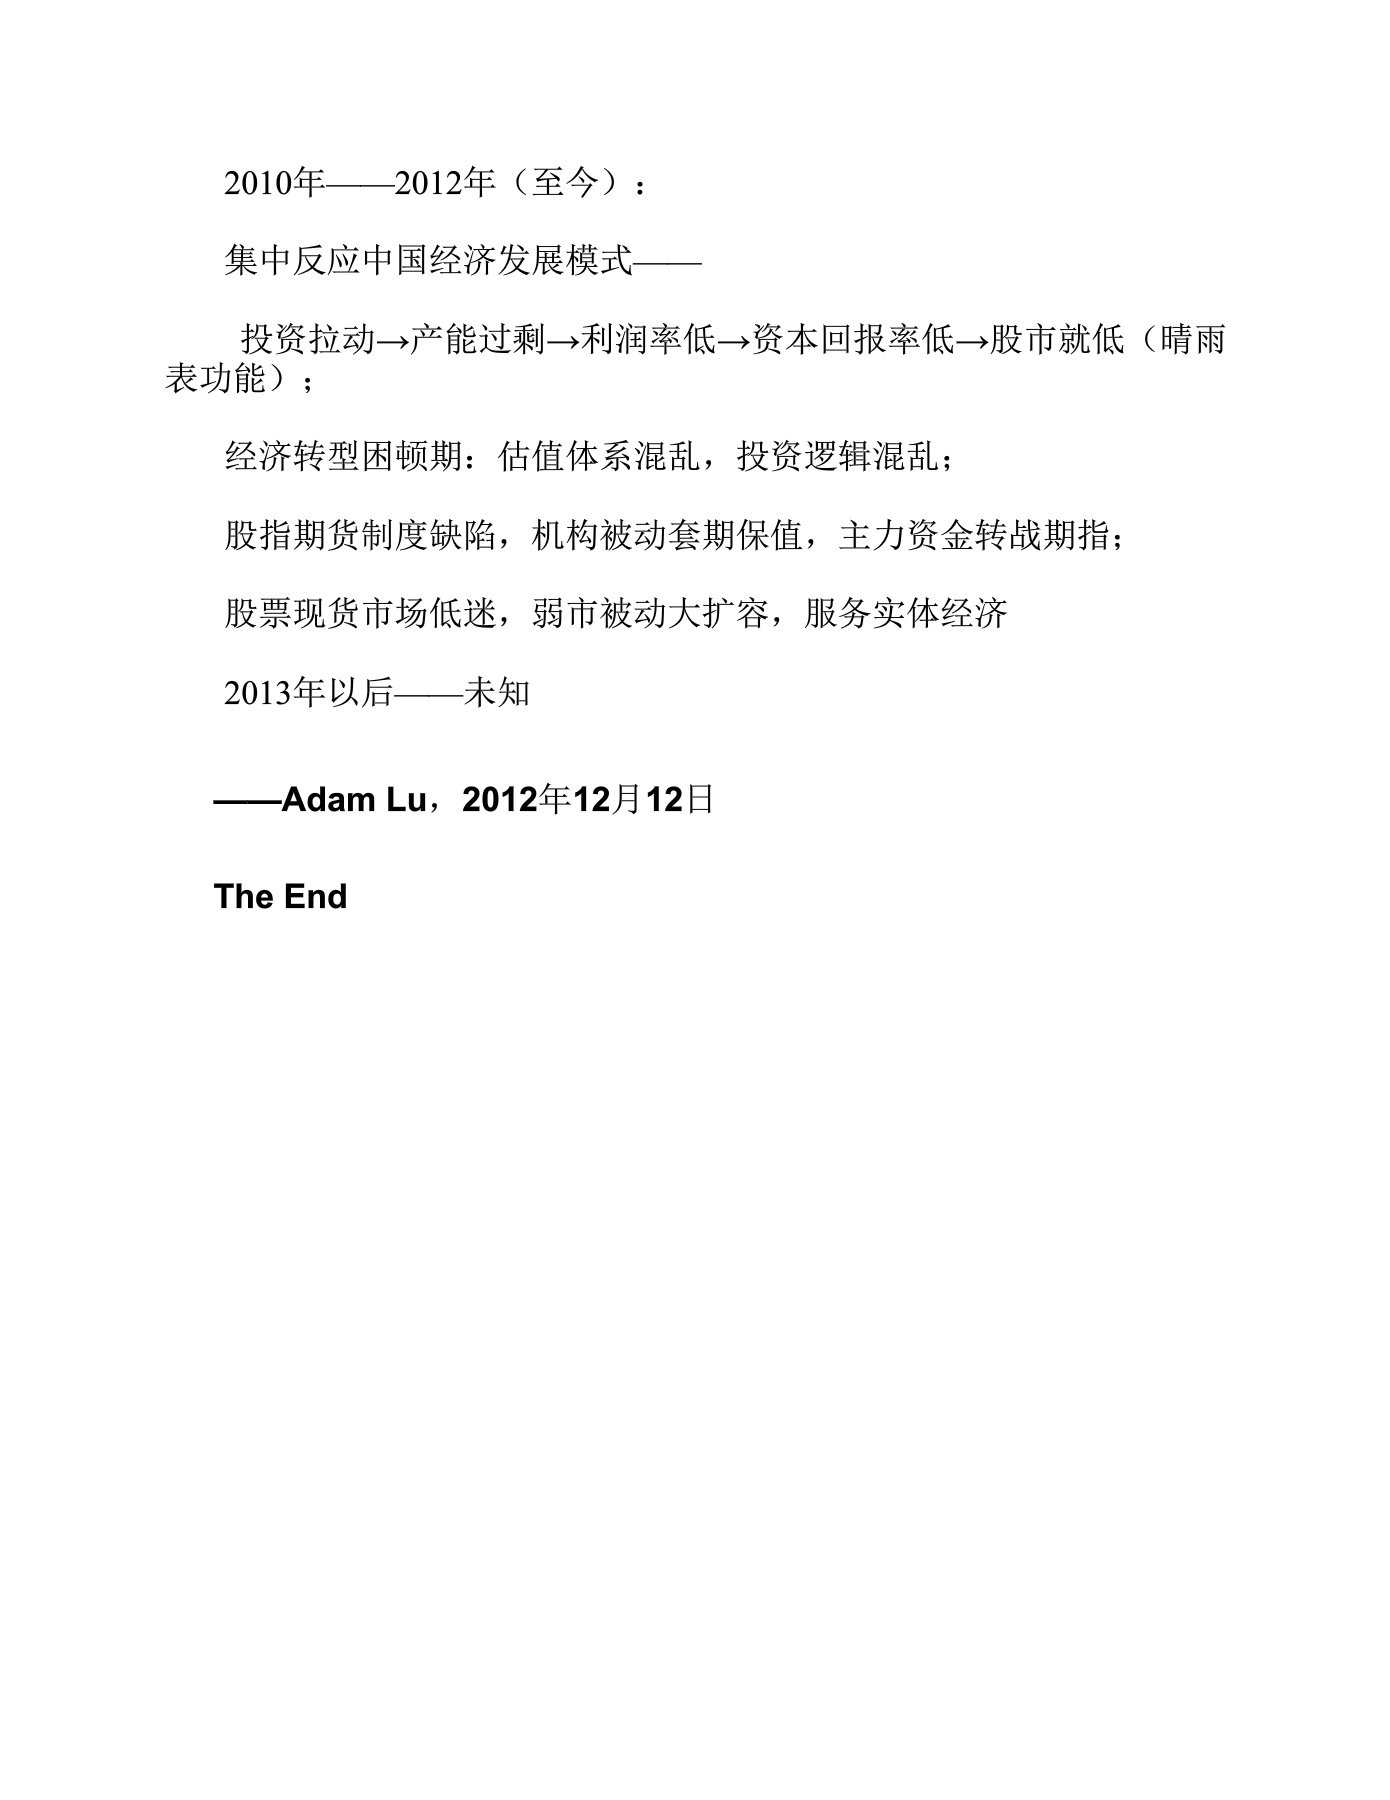 2010年——2012年（至今）：
集中反应中国经济发展模式——
投资拉动→产能过剩→利润率低→资本回报率低→股市就低（晴雨
表功能）；
经济转型困顿期：估值体系混乱，投资逻辑混乱；
股指期货制度缺陷，机构被动套期保值，主力资金转战期指；
股票现货市场低迷，弱市被动大扩容，服务实体经济
2013年以后——未知
——Adam Lu，2012年12月12日
The End